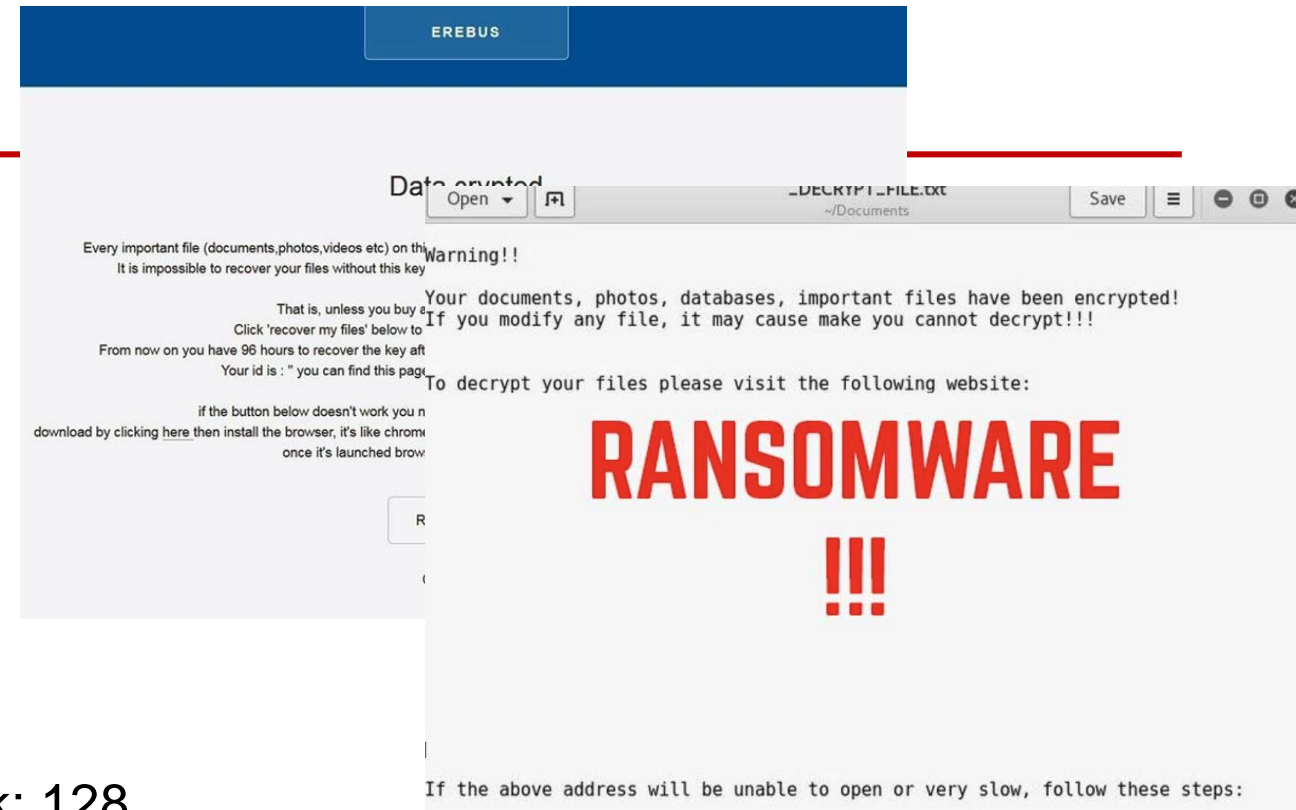 EREBUS
Data crypted
Every important file (documents,photos,videos etc) on
It is impossible to recover your files without this key
That is, unless you buy
Click 'recover my files' below to
From now on you have 96 hours to recover the key
Your id is : " you can find this
if the button below doesn't work you
download by clicking here then install the browser, it's like
once it's launched
Open
_DECRYPT_FILE.txt
~/Documents
Save
Warning!!
Your documents, photos, databases, important files have been encrypted!
If you modify any file, it may cause make you cannot decrypt!!!
To decrypt your files please visit the following website:
RANSOMWARE
!!!
If the above address will be unable to open or very slow, follow these steps:
: 128